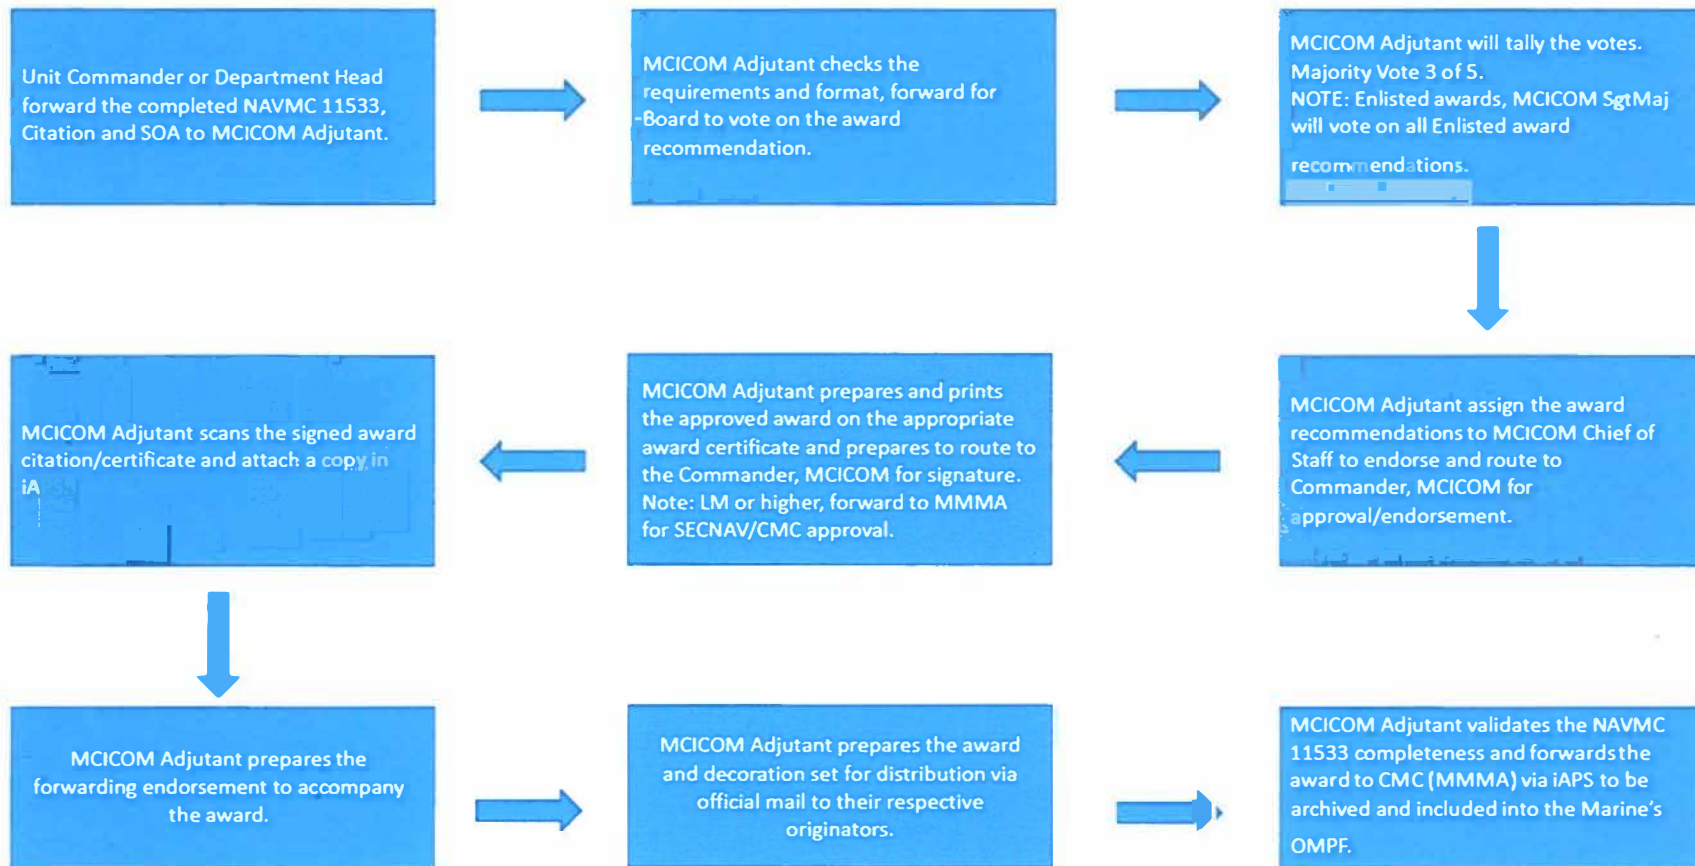 Unit Commander or Department Head
forward the completed NAVMC 11533,
Citation and SOA to MCICOM Adjutant.
MCICOM Adjutant checks the
requirements and format, forward for
-Board to vote on the award
recommendation.
MCICOM Adjutant will tally the votes.
Majority Vote 3 of 5.
NOTE: Enlisted awards, MCICOM SgtMaj
will vote on all Enlisted award
recommendations.
MCICOM Adjutant assign the award
recommendations to MCICOM Chief of
Staff to endorse and route to
Commander, MCICOM for
approval/endorsement.
MCICOM Adjutant prepares and prints
the approved award on the appropriate
award certificate and prepares to route to
the Commander, MCICOM for signature.
Note: LM or higher, forward to MMMA
for SECNAV/CMC approval.
MCICOM Adjutant scans the signed award
citation/certificate and attach a copy in
iA
MCICOM Adjutant prepares the
forwarding endorsement to accompany
the award.
MCICOM Adjutant prepares the award
and decoration set for distribution via
official mail to their respective
originators.
MCICOM Adjutant validates the NAVMC
11533 completeness and forwards the
award to CMC (MMMA) via iAPS to be
archived and included into the Marine's
OMPF.